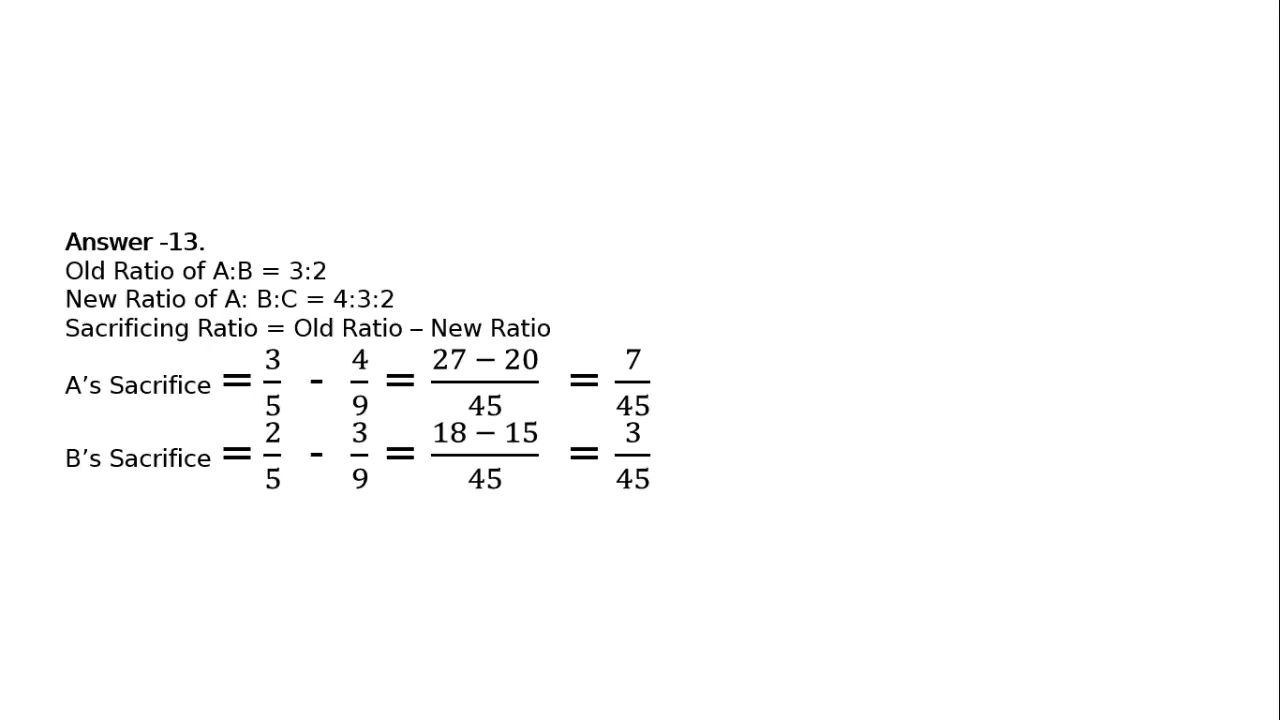 Answer -13.
Old Ratio of A:B = 3:2
New Ratio of A: B:C = 4:3:2
Sacrificing Ratio = Old Ratio – New Ratio
A’s Sacrifice = 3/5 - 4/9 = 27 − 20/45 = 7/45
B’s Sacrifice = 2/5 - 3/9 = 18 − 15/45 = 3/45